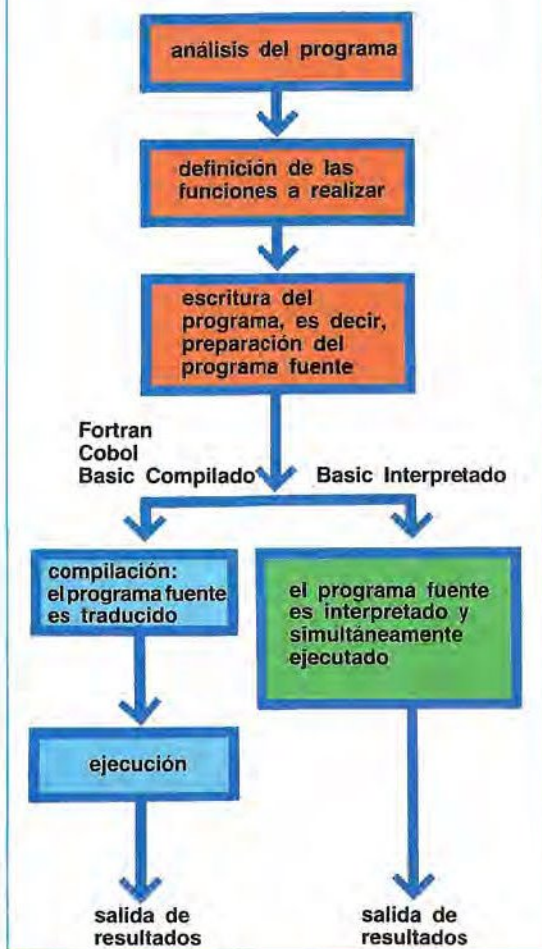 análisis del programa
definición de las
funciones a realizar
escritura del
programa, es decir,
preparación del
programa fuente
Fortran
Cobol
Basic Compilado
Basic Interpretado
compilación:
el programa fuente
es traducido
el programa fuente
es interpretado y
simultáneamente
ejecutado
ejecución
salida de
resultados
salida de
resultados